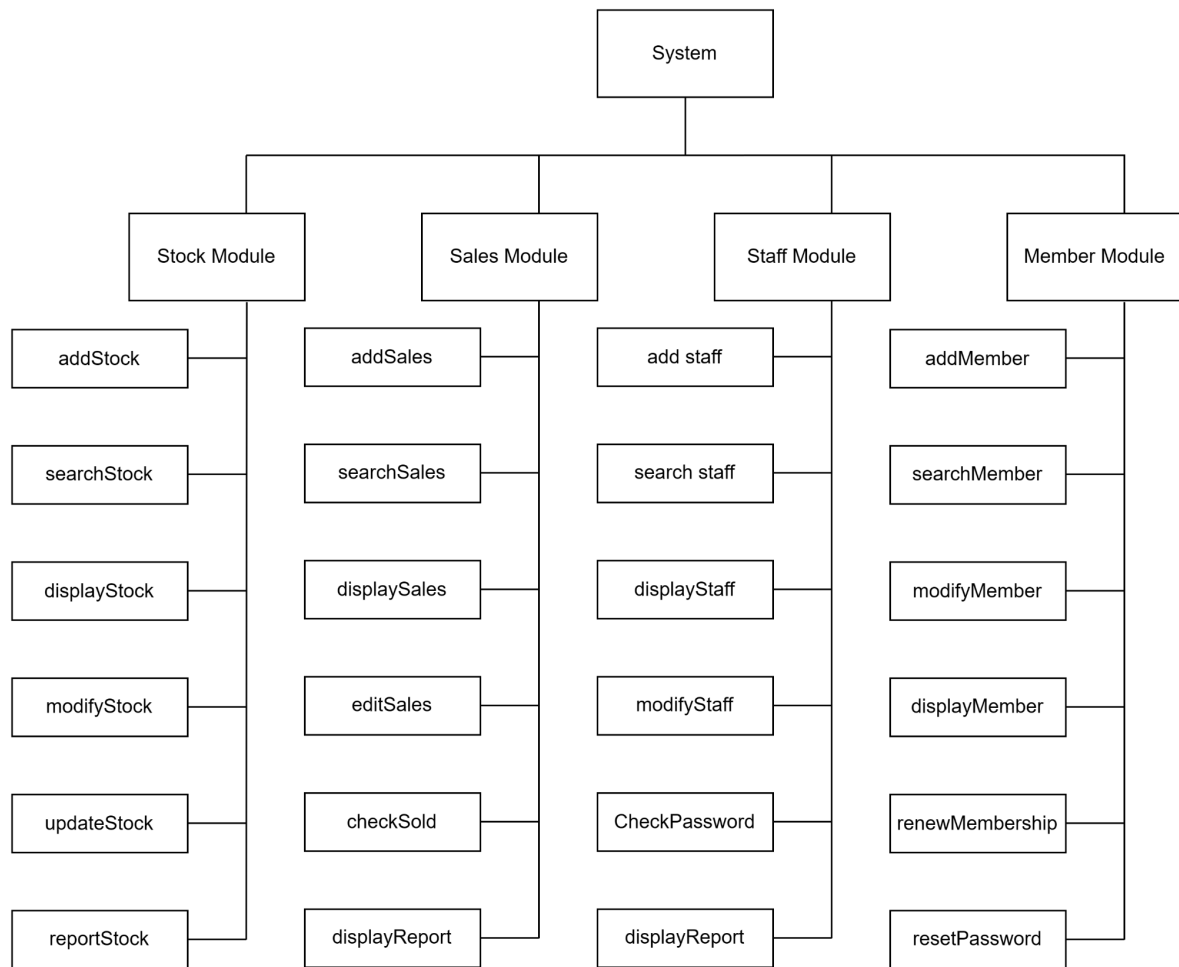 System
Stock Module
Sales Module
Staff Module
Member Module
addStock
addSales
add staff
addMember
searchStock
searchSales
search staff
searchMember
displayStock
displaySales
displayStaff
modifyMember
modifyStock
editSales
modifyStaff
displayMember
updateStock
checkSold
CheckPassword
renewMembership
reportStock
displayReport
displayReport
resetPassword